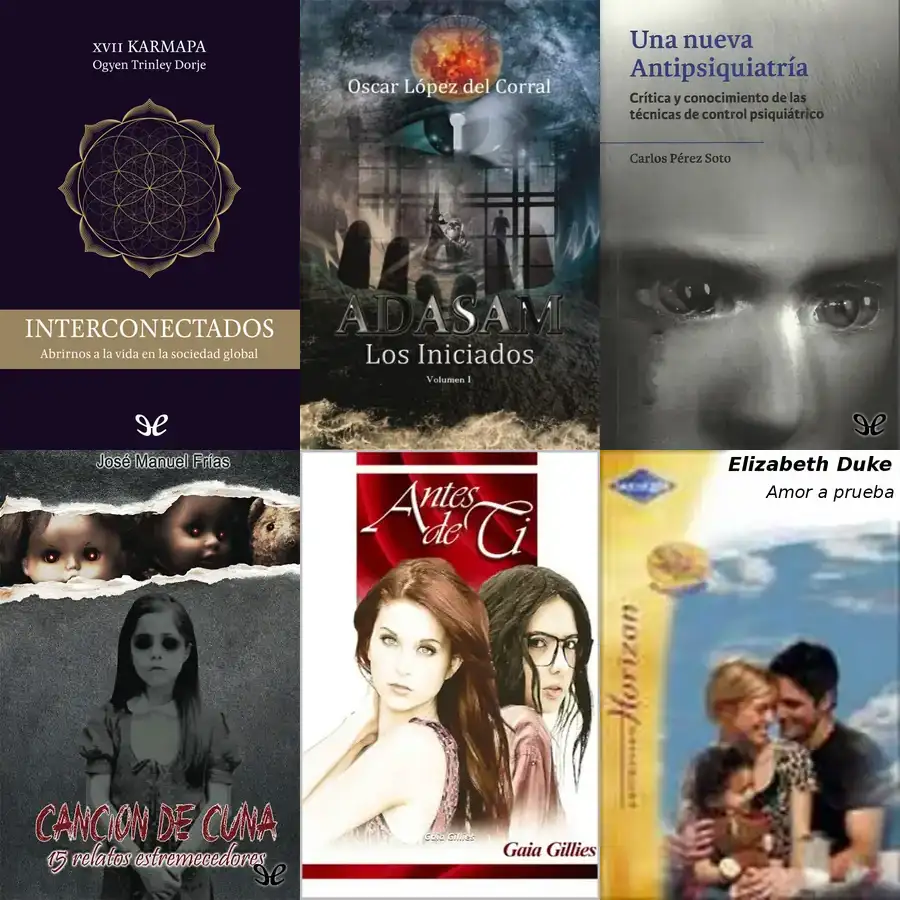 XVII KARMAPA
Ogyen Trinley Dorje
INTERCONECTADOS
Abrirnos a la vida en la sociedad global
Oscar López del Corral
ADASAM
Los Iniciados
Volumen I
Una nueva
Antipsiquiatría
Crítica y conocimiento de las
técnicas de control psiquiátrico
Carlos Pérez Soto
José Manuel Frías
CANCION DE CUNA
15 relatos estremecedores
Antes
de Ti
Gaia Gillies
Gaia Gillies
Elizabeth Duke
Amor a prueba
Horizon